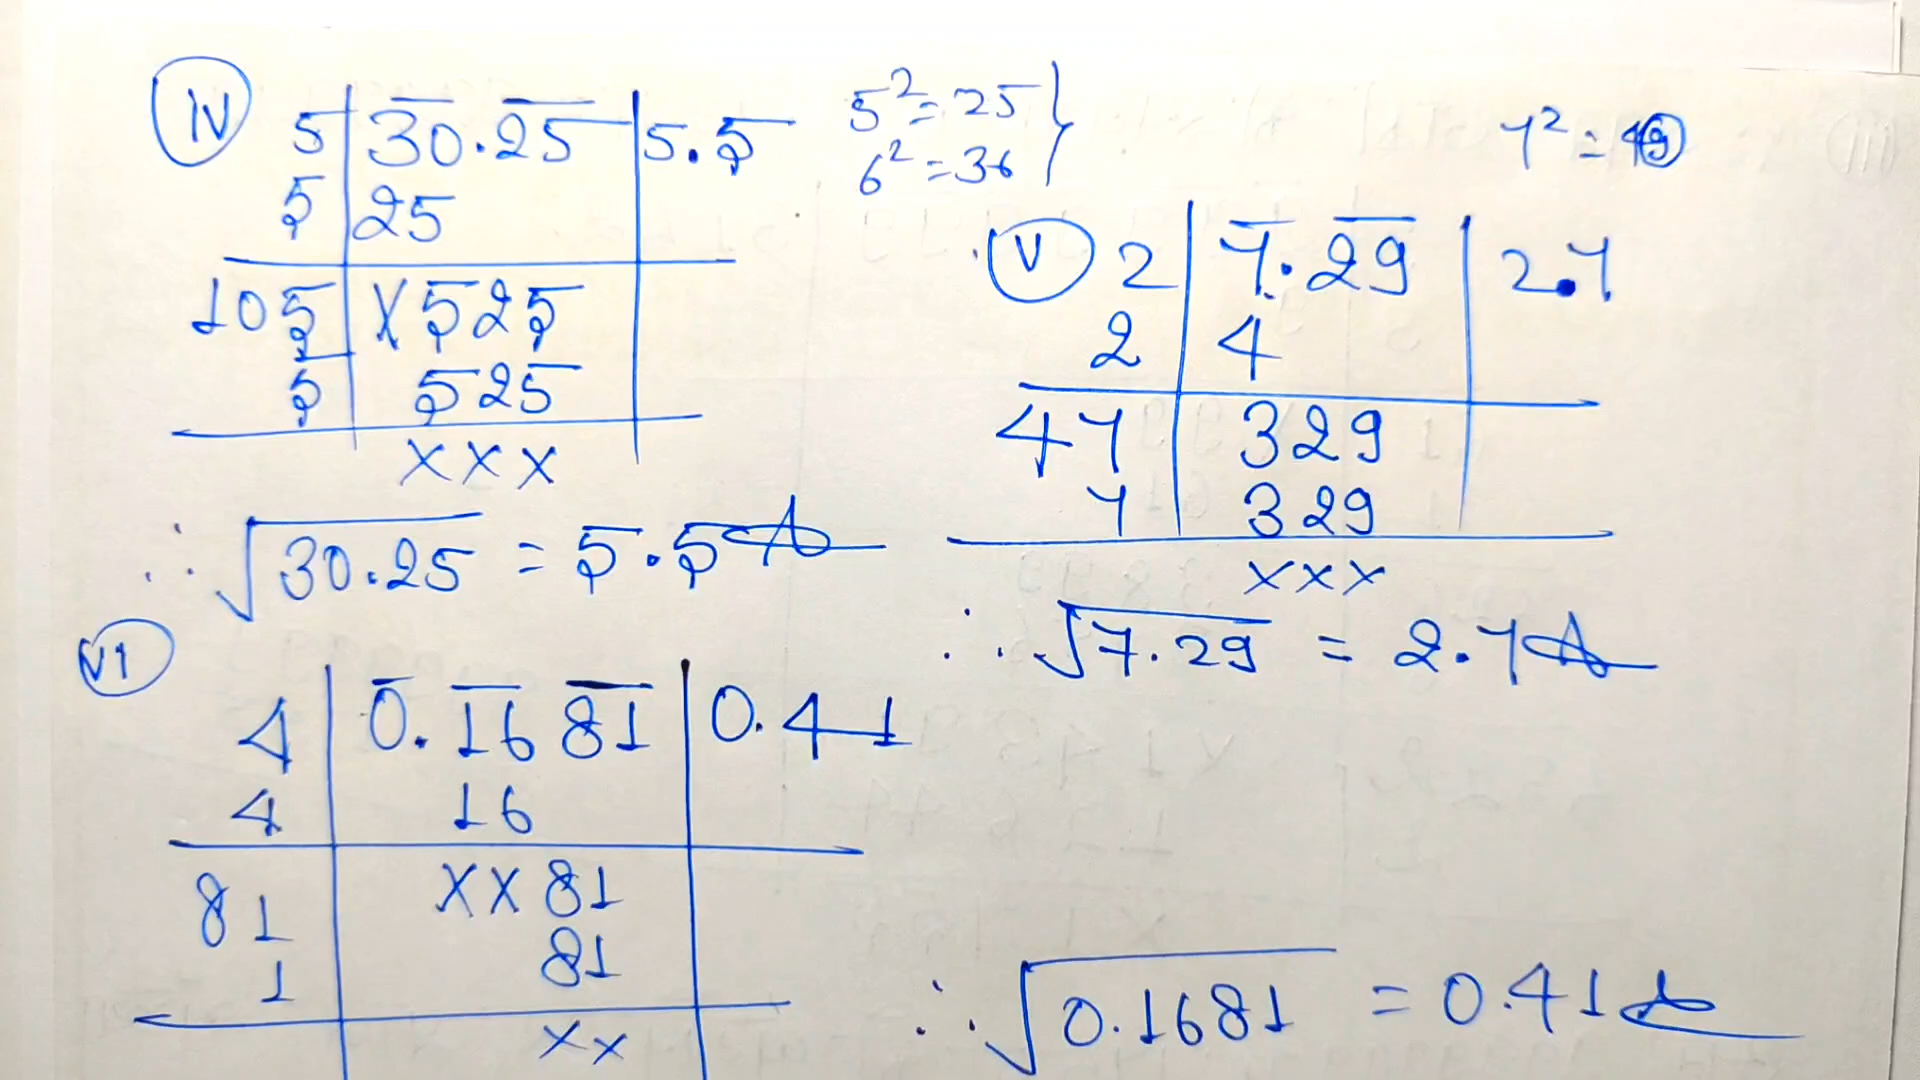 iv 5 30.25 5.5 5² = 25
5 25 6² = 36
105 X525
5 525
XXX
∴ √30.25 = 5.5
7² = 49
v 2 7.29 2.7
2 4
47 329
7 329
XXX
∴ √7.29 = 2.7
vi
4 0.1681 0.41
4 16
81 XX81
1 81
XX
∴ √0.1681 = 0.41